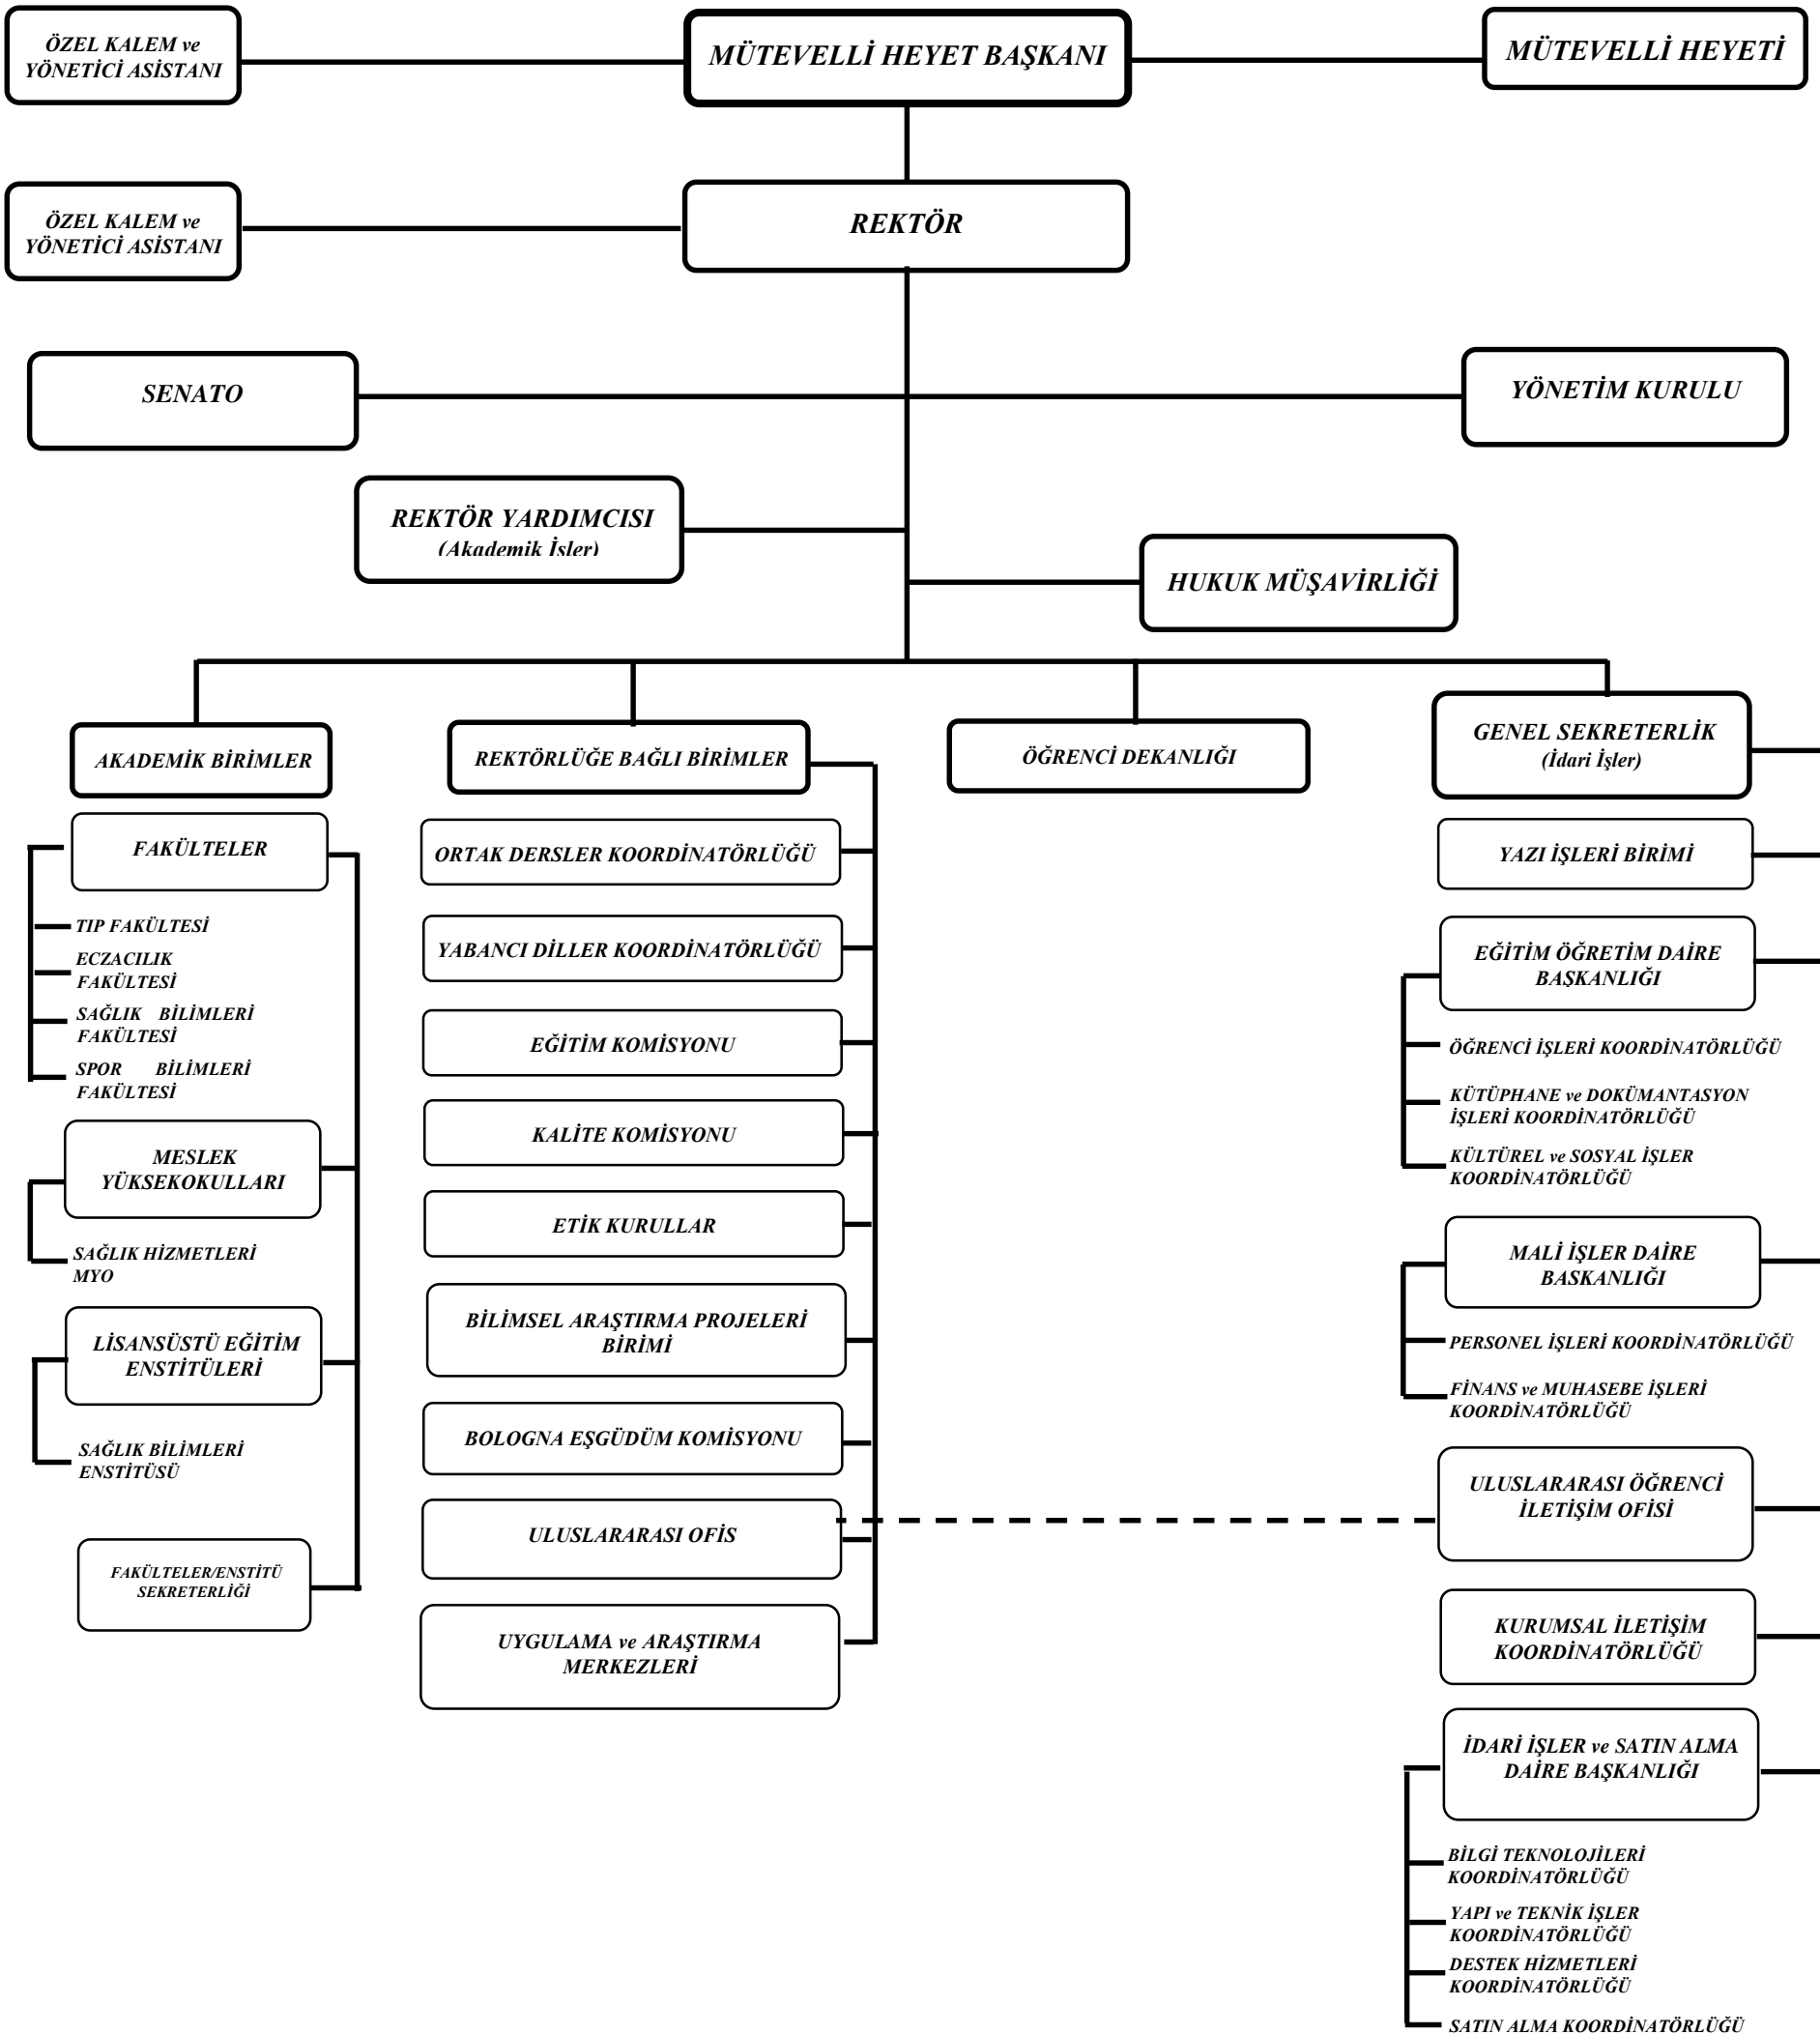 ÖZEL KALEM ve
YÖNETİCİ ASİSTANI
MÜTEVELLİ HEYET BAŞKANI
MÜTEVELLİ HEYETİ
ÖZEL KALEM ve
YÖNETİCİ ASİSTANI
REKTÖR
SENATO
YÖNETİM KURULU
REKTÖR YARDIMCISI
(Akademik İşler)
HUKUK MÜŞAVİRLİĞİ
AKADEMİK BİRİMLER
FAKÜLTELER
TIP FAKÜLTESİ
ECZACILIK
FAKÜLTESİ
SAĞLIK BİLİMLERİ
FAKÜLTESİ
SPOR BİLİMLERİ
FAKÜLTESİ
MESLEK
YÜKSEKOKULLARI
SAĞLIK HİZMETLERİ
MYO
LİSANSÜSTÜ EĞİTİM
ENSTİTÜLERİ
SAĞLIK BİLİMLERİ
ENSTİTÜSÜ
FAKÜLTELER/ENSTİTÜ
SEKRETERLİĞİ
REKTÖRLÜĞE BAĞLI BİRİMLER
ORTAK DERSLER KOORDİNATÖRLÜĞÜ
YABANCI DİLLER KOORDİNATÖRLÜĞÜ
EĞİTİM KOMİSYONU
KALİTE KOMİSYONU
ETİK KURULLAR
BİLİMSEL ARAŞTIRMA PROJELERİ
BİRİMİ
BOLOGNA EŞGÜDÜM KOMİSYONU
ULUSLARARASI OFİS
UYGULAMA ve ARAŞTIRMA
MERKEZLERİ
ÖĞRENCİ DEKANLIĞI
GENEL SEKRETERLİK
(İdari İşler)
YAZI İŞLERİ BİRİMİ
EĞİTİM ÖĞRETİM DAİRE
BAŞKANLIĞI
ÖĞRENCİ İŞLERİ KOORDİNATÖRLÜĞÜ
KÜTÜPHANE ve DOKÜMANTASYON
İŞLERİ KOORDİNATÖRLÜĞÜ
KÜLTÜREL ve SOSYAL İŞLER
KOORDİNATÖRLÜĞÜ
MALİ İŞLER DAİRE
BASKANLIĞI
PERSONEL İŞLERİ KOORDİNATÖRLÜĞÜ
FİNANS ve MUHASEBE İŞLERİ
KOORDİNATÖRLÜĞÜ
ULUSLARARASI ÖĞRENCİ
İLETİŞİM OFİSİ
KURUMSAL İLETİŞİM
KOORDİNATÖRLÜĞÜ
İDARİ İŞLER ve SATIN ALMA
DAİRE BAŞKANLIĞI
BİLGİ TEKNOLOJİLERİ
KOORDİNATÖRLÜĞÜ
YAPI ve TEKNİK İŞLER
KOORDİNATÖRLÜĞÜ
DESTEK HİZMETLERİ
KOORDİNATÖRLÜĞÜ
SATIN ALMA KOORDİNATÖRLÜĞÜ